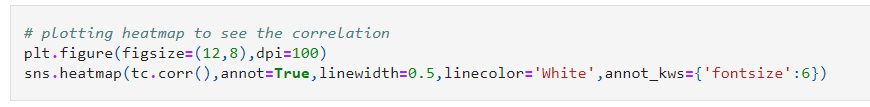 # plotting heatmap to see the correlation
plt.figure(figsize=(12,8),dpi=100)
sns.heatmap(tc.corr(),annot=True,linewidth=0.5,linecolor='White',annot_kws={'fontsize':6})